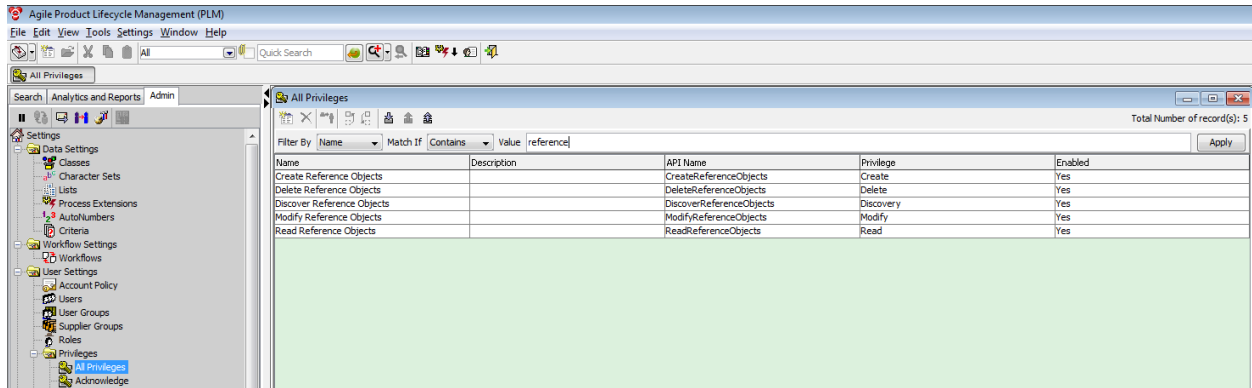 Agile Product Lifecycle Management (PLM)
File Edit View Tools Settings Window Help
All Quick Search
All Privileges
Search Analytics and Reports Admin
Settings
Data Settings
Classes
Character Sets
Lists
Process Extensions
AutoNumbers
Criteria
Workflow Settings
Workflows
User Settings
Account Policy
Users
User Groups
Supplier Groups
Roles
Privileges
All Privileges
Acknowledge
All Privileges
Total Number of record(s): 5
Filter By Name Match If Contains Value reference Apply
Name Description API Name Privilege Enabled
Create Reference Objects CreateReferenceObjects Create Yes
Delete Reference Objects DeleteReferenceObjects Delete Yes
Discover Reference Objects DiscoverReferenceObjects Discovery Yes
Modify Reference Objects ModifyReferenceObjects Modify Yes
Read Reference Objects ReadReferenceObjects Read Yes